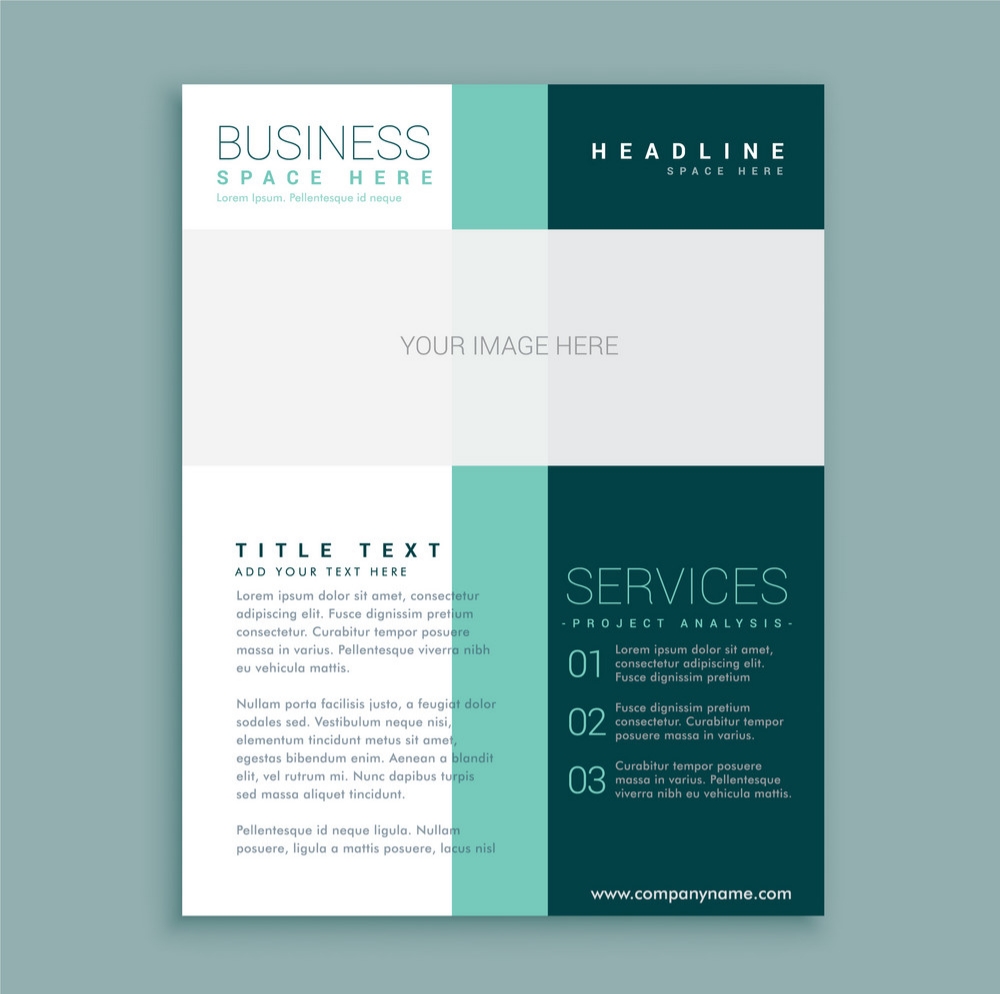 BUSINESS
SPACE HERE
Lorem Ipsum. Pellentesque id neque
HEADLINE
SPACE HERE
YOUR IMAGE HERE
TITLE TEXT
ADD YOUR TEXT HERE
Lorem ipsum dolor sit amet, consectetur
adipiscing elit. Fusce dignissim pretium
consectetur. Curabitur tempor posuere
massa in varius. Pellentesque viverra nibh
eu vehicula mattis.
Nullam porta facilisis justo, a feugiat dolor
sodales sed. Vestibulum neque nisi,
elementum tincidunt metus sit amet,
egestas bibendum enim. Aenean a blandit
elit, vel rutrum mi. Nunc dapibus turpis
sed massa aliquet tincidunt.
Pellentesque id neque ligula. Nullam
posuere, ligula a mattis posuere, lacus nisl
SERVICES
-PROJECT ANALYSIS-
01 Lorem ipsum dolor sit amet,
consectetur adipiscing elit.
Fusce dignissim pretium
02 Fusce dignissim pretium
consectetur. Curabitur tempor
posuere massa in varius.
03 Curabitur tempor posuere
massa in varius. Pellentesque
viverra nibh eu vehicula mattis.
www.companyname.com